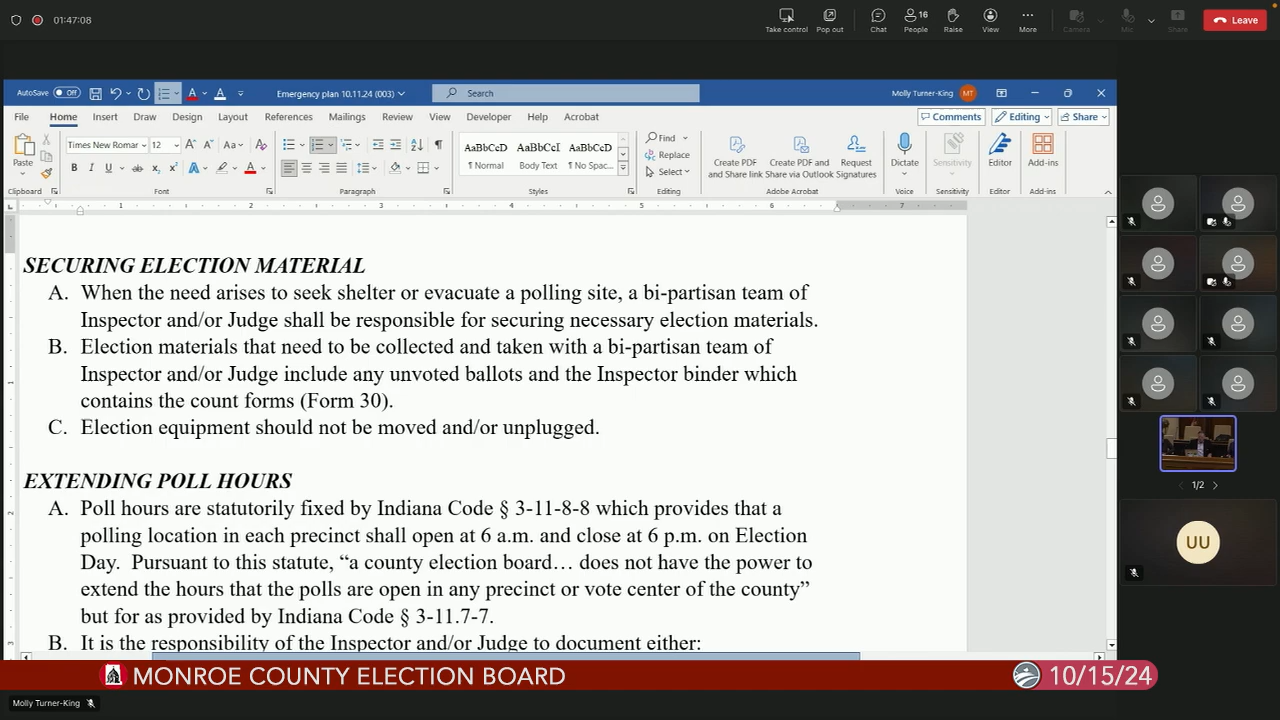 01:47:08
Take control
Pop out
Chat
16
People
Raise
View
More
Camera
Mic
Share
Leave
AutoSave
Off
Emergency plan 10.11.24 (003)
Search
Molly Turner-King
MT
File Home Insert Draw Design Layout References Mailings Review View Developer Help Acrobat
Comments
Editing
Share
Paste
Clipboard
Times New Roman
12
Font
Paragraph
AaBbCcD
Normal
AaBbCcI
Body Text
AaBbCcD
No Spac...
Styles
Find
Replace
Select
Editing
Create PDF
and Share link
Create PDF and
Share via Outlook
Request
Signatures
Adobe Acrobat
Dictate
Voice
Sensitivity
Sensitivity
Editor
Editor
Add-ins
Add-ins
1 2 3 4 5 6 7
SECURING ELECTION MATERIAL
A. When the need arises to seek shelter or evacuate a polling site, a bi-partisan team of
Inspector and/or Judge shall be responsible for securing necessary election materials.
B. Election materials that need to be collected and taken with a bi-partisan team of
Inspector and/or Judge include any unvoted ballots and the Inspector binder which
contains the count forms (Form 30).
C. Election equipment should not be moved and/or unplugged.
EXTENDING POLL HOURS
A. Poll hours are statutorily fixed by Indiana Code § 3-11-8-8 which provides that a
polling location in each precinct shall open at 6 a.m. and close at 6 p.m. on Election
Day. Pursuant to this statute, “a county election board… does not have the power to
extend the hours that the polls are open in any precinct or vote center of the county”
but for as provided by Indiana Code § 3-11.7-7.
B. It is the responsibility of the Inspector and/or Judge to document either:
1/2
UU
MONROE COUNTY ELECTION BOARD
10/15/24
Molly Turner-King